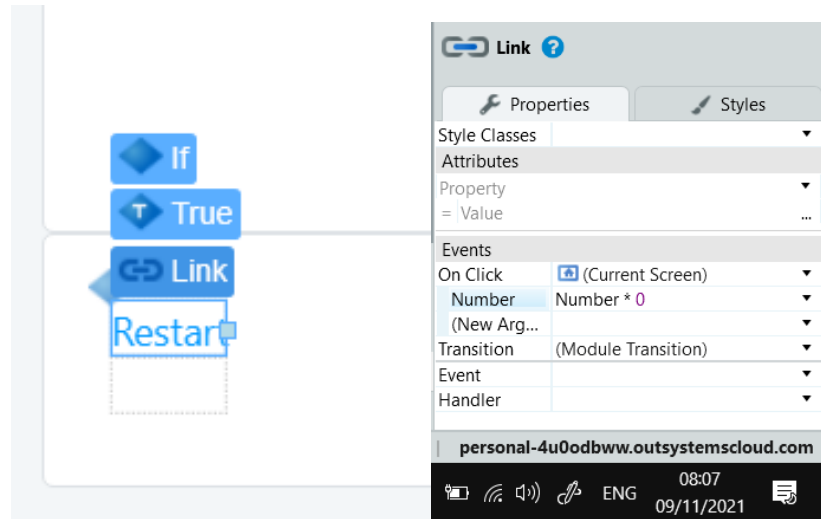 If
T True
Link
Restart
Link ?
Properties Styles
Style Classes
Attributes
Property
= Value ...
Events
On Click (Current Screen)
Number Number * 0
(New Arg...
Transition (Module Transition)
Event
Handler
personal-4u0odbww.outsystemscloud.com
ENG 08:07
09/11/2021